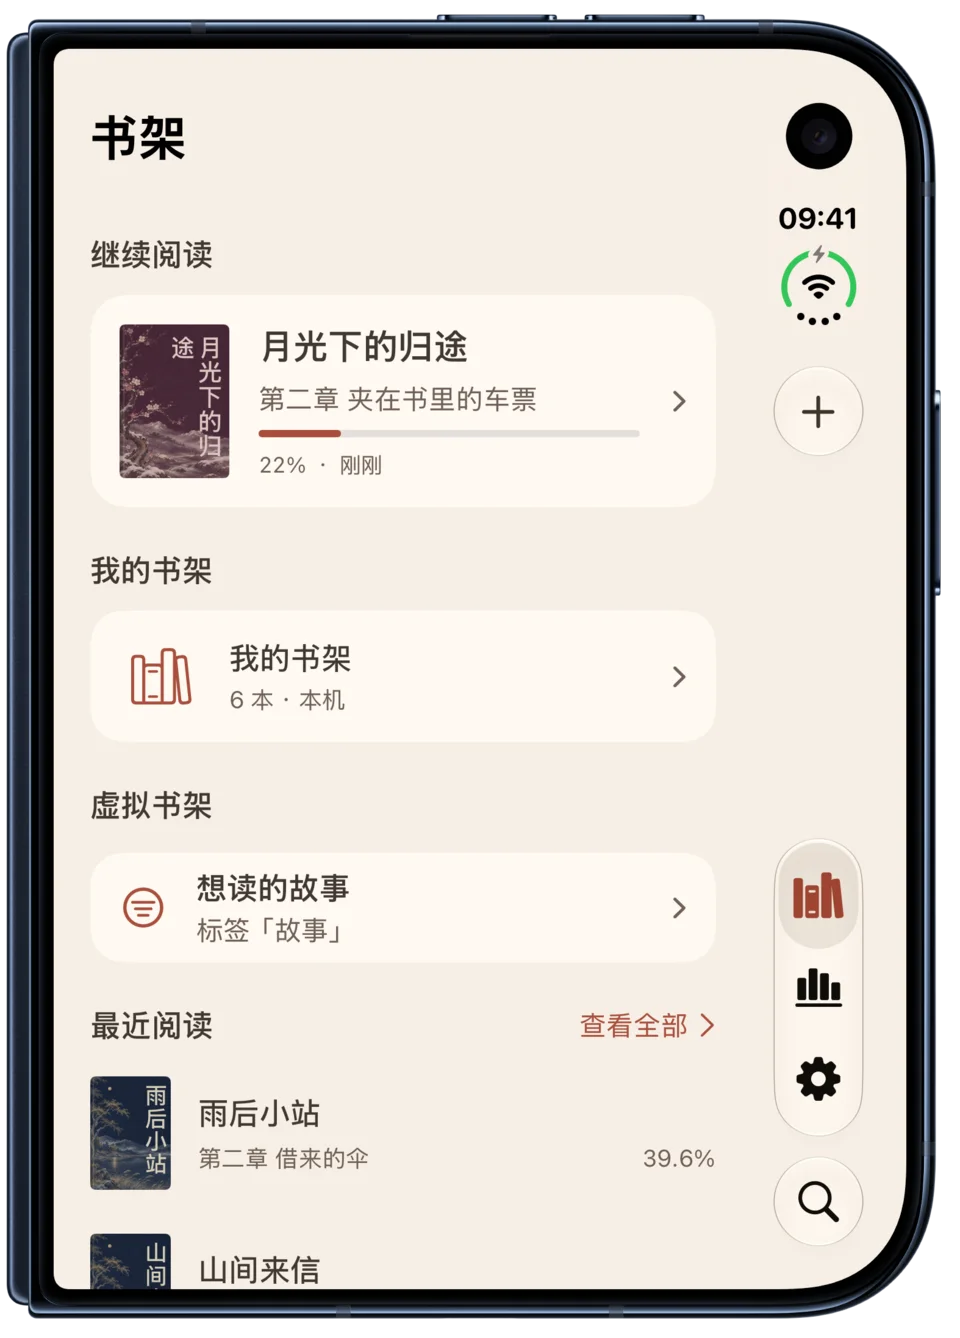 书架
09:41
继续阅读
月光下的归
途
月光下的归途
第二章 夹在书里的车票
22% · 刚刚
我的书架
我的书架
6 本 · 本机
虚拟书架
想读的故事
标签「故事」
最近阅读
查看全部
雨后小站
雨后小站
第二章 借来的伞
39.6%
山间
山间来信